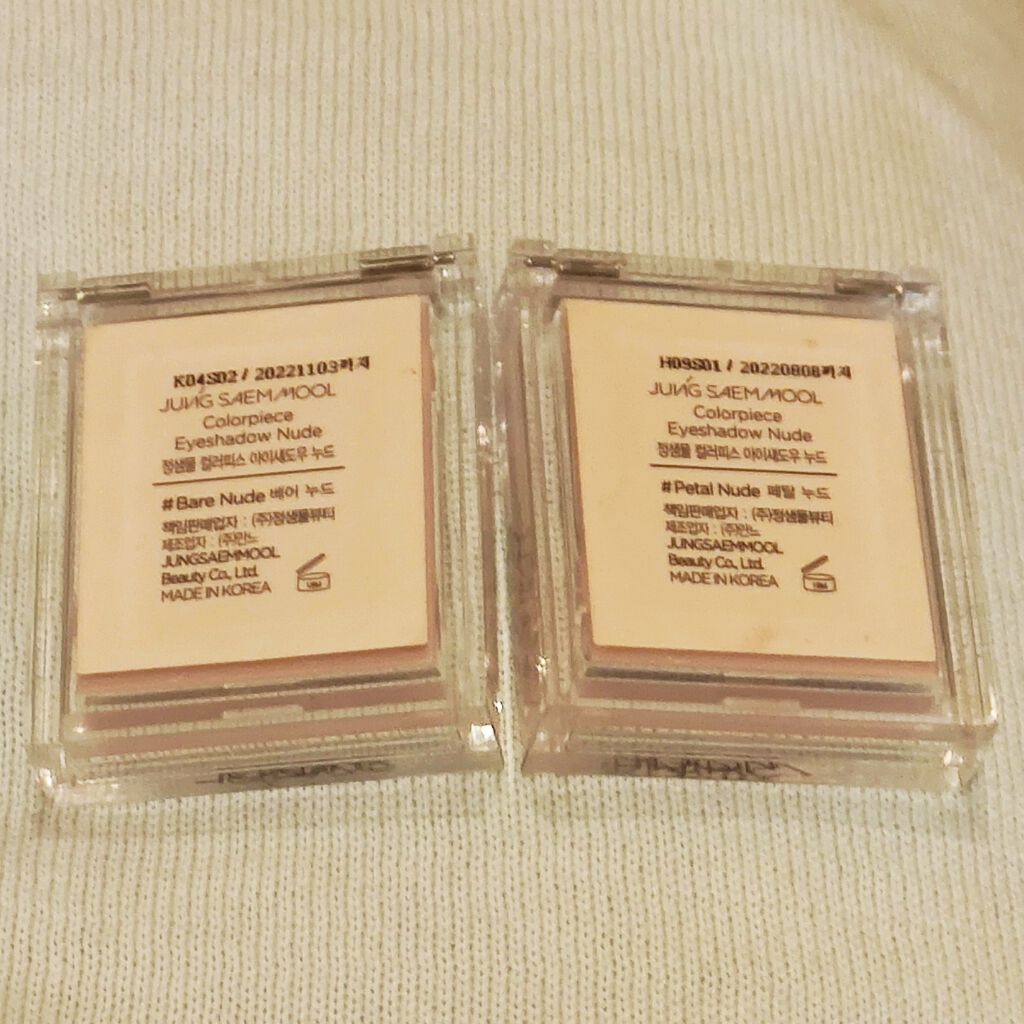 K04S02 / 20221103까지
JUNG SAEM MOOL
Colorpiece
Eyeshadow Nude
정샘물 컬러피스 아이섀도우 누드
#Bare Nude 베어 누드
책임판매업자 : (주)정샘물뷰티
제조업자 : (주)만느
JUNGSAEMMOOL
Beauty Co., Ltd.
MADE IN KOREA
H09S01 / 20220808까지
JUNG SAEM MOOL
Colorpiece
Eyeshadow Nude
정샘물 컬러피스 아이섀도우 누드
#Petal Nude 페탈 누드
책임판매업자 : (주)정샘물뷰티
제조업자 : (주)만느
JUNGSAEMMOOL
Beauty Co., Ltd.
MADE IN KOREA